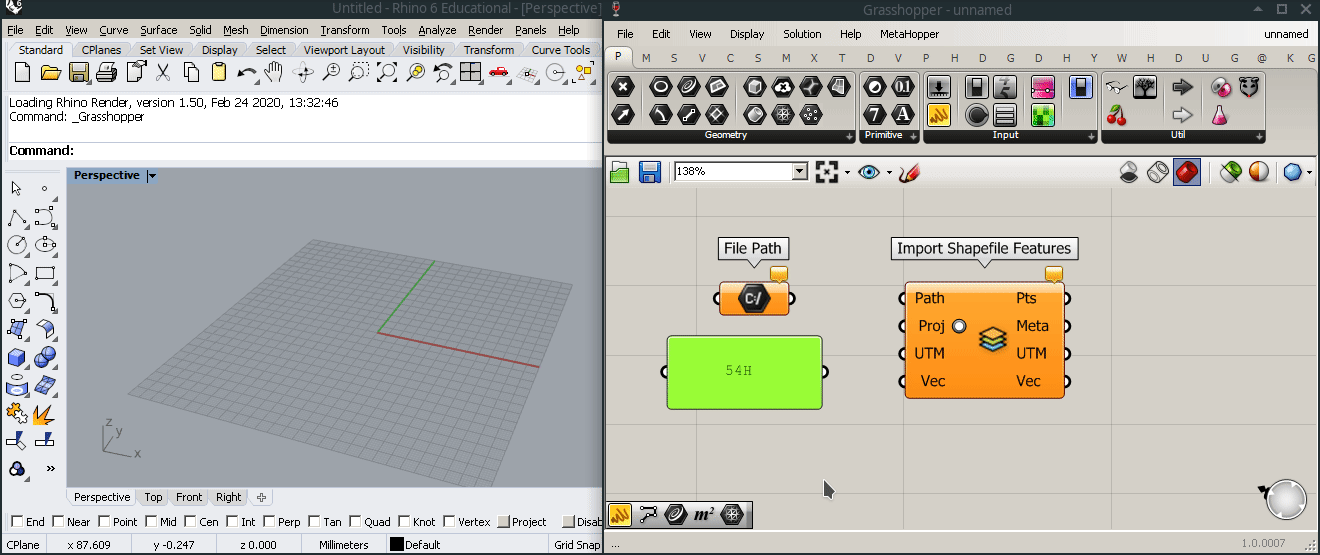 Untitled - Rhino 6 Educational - [Perspective]
File Edit View Curve Surface Solid Mesh Dimension Transform Tools Analyze Render Panels Help
Standard CPlanes Set View Display Select Viewport Layout Visibility Transform Curve Tools
Loading Rhino Render, version 1.50, Feb 24 2020, 13:32:46
Command: _Grasshopper
Command:
Perspective
z
y
x
Perspective Top Front Right
End Near Point Mid Cen Int Perp Tan Quad Knot Vertex Project Disab
CPlane x 87.609 y -0.247 z 0.000 Millimeters Default Grid Snap
Grasshopper - unnamed
File Edit View Display Solution Help MetaHopper unnamed
P M S V C S M I T D W L A L P H D U H D T U G @ S K G
Geometry Primitive Input Util
138%
File Path
C:/
54H
Import Shapefile Features
Path Pts
Proj Meta
UTM UTM
Vec Vec
m²
... 1.0.0007